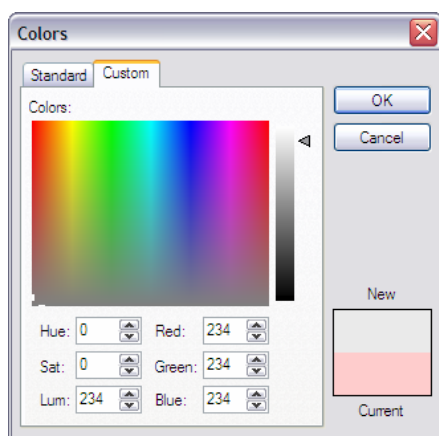 Colors
Standard Custom
Colors:
OK
Cancel
New
Hue: 0 Red: 234
Sat: 0 Green: 234
Lum: 234 Blue: 234
Current